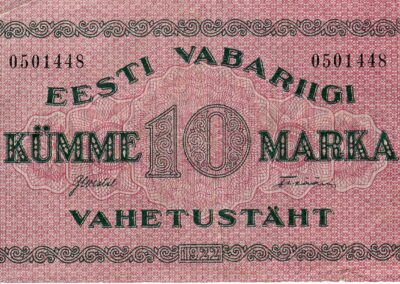 0501448 0501448
EESTI VABARIIGI
KÜMME 10 MARKA
VAHETUSTÄHT
1922